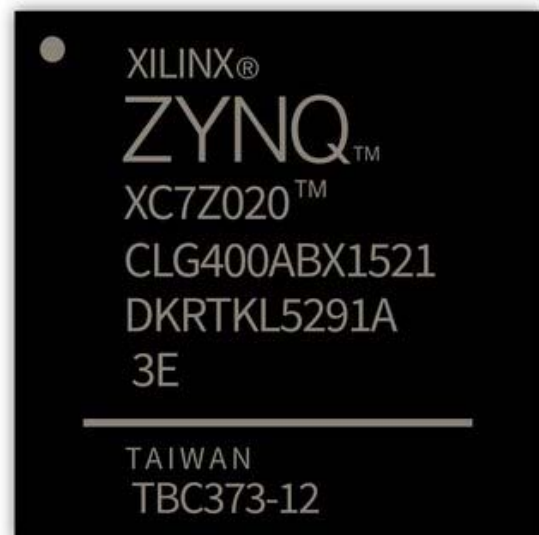 XILINX®
ZYNQ™
XC7Z020™
CLG400ABX1521
DKRTKL5291A
3E
TAIWAN
TBC373-12